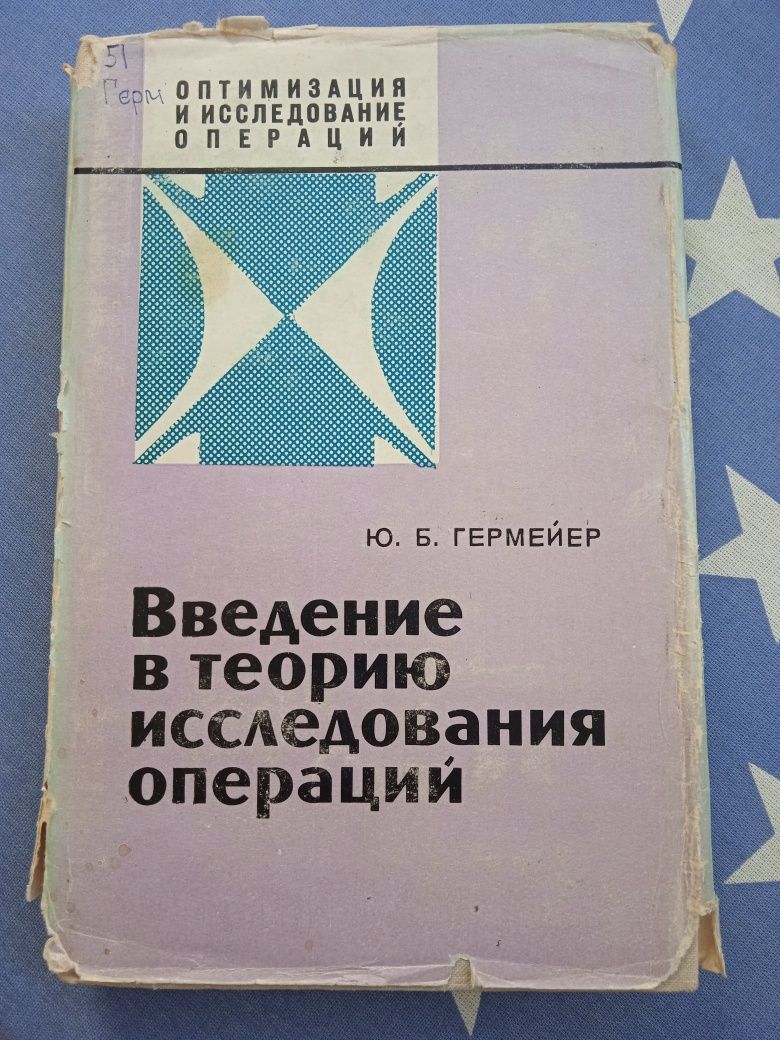 51
Герм
ОПТИМИЗАЦИЯ
И ИССЛЕДОВАНИЕ
ОПЕРАЦИЙ
Ю. Б. ГЕРМЕЙЕР
Введение
в теорию
исследования
операций